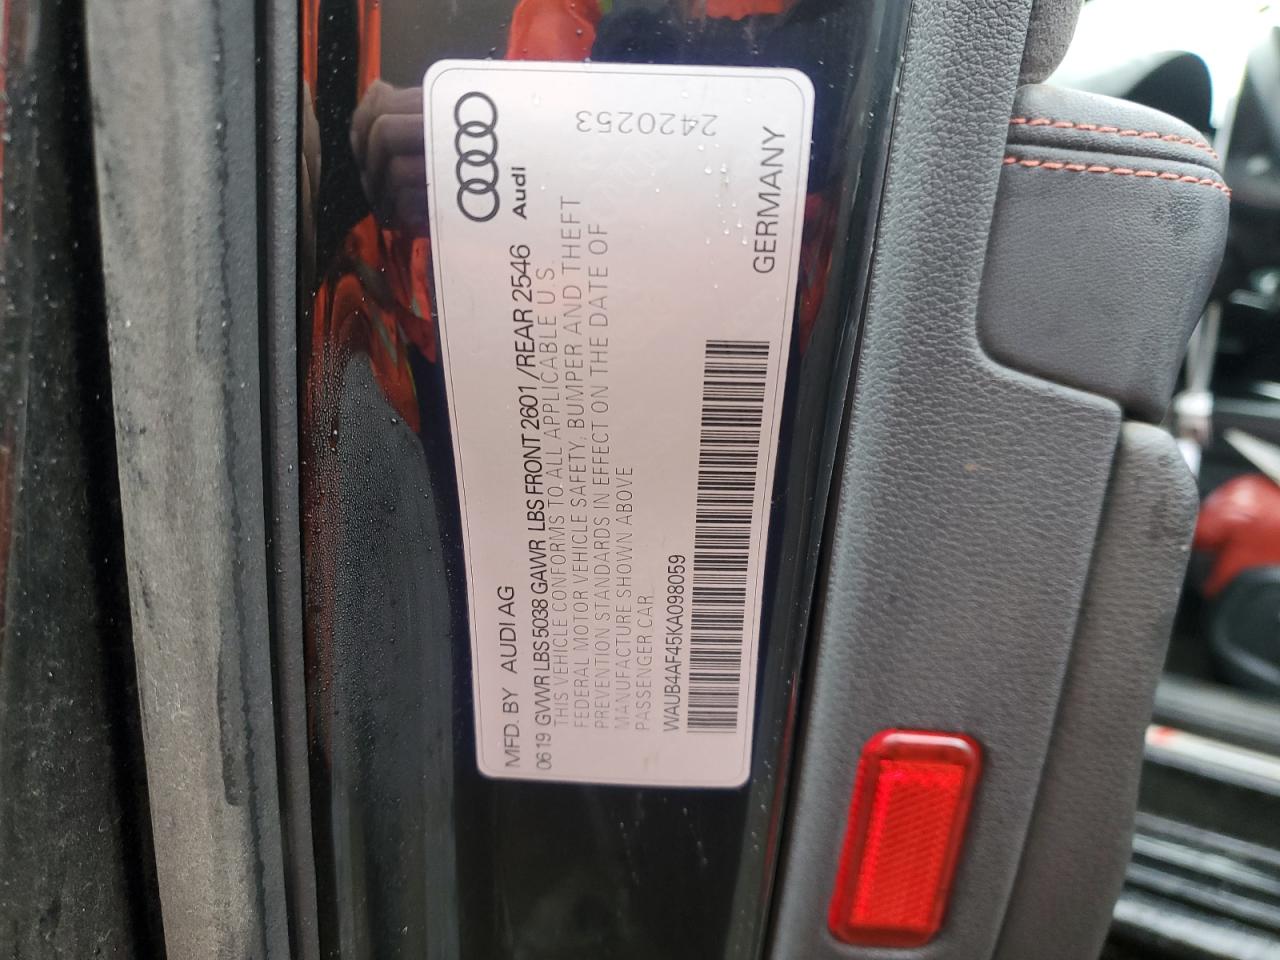 Audi
MFD. BY AUDI AG
06 19 GVWR LBS 5038 GAWR LBS FRONT 2601 /REAR 2546
THIS VEHICLE CONFORMS TO ALL APPLICABLE U.S.
FEDERAL MOTOR VEHICLE SAFETY, BUMPER AND THEFT
PREVENTION STANDARDS IN EFFECT ON THE DATE OF
MANUFACTURE SHOWN ABOVE
PASSENGER CAR
WAUB4AF45KA098059
GERMANY
2420253